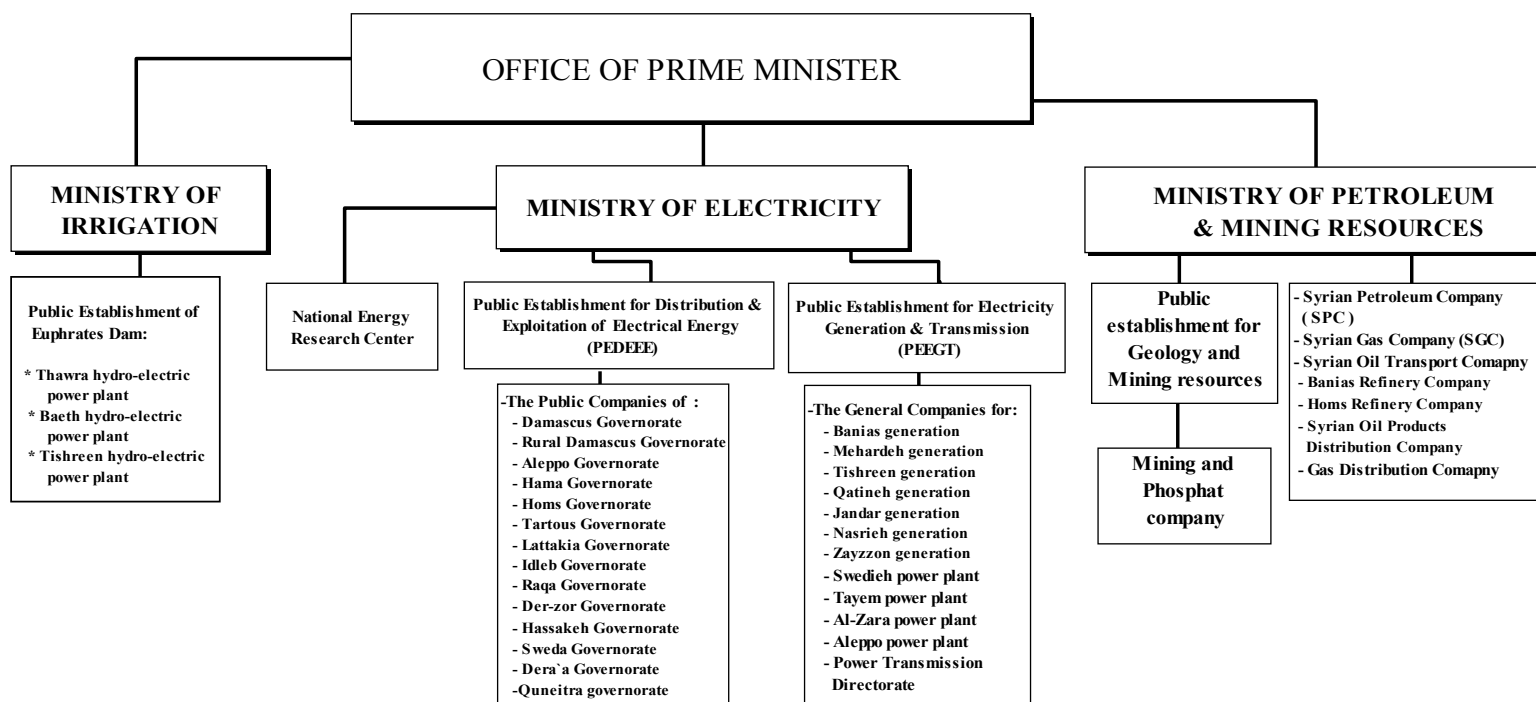 OFFICE OF PRIME MINISTER
MINISTRY OF
IRRIGATION
MINISTRY OF ELECTRICITY
MINISTRY OF PETROLEUM
& MINING RESOURCES
Public Establishment of
Euphrates Dam:
* Thawra hydro-electric
power plant
* Baeth hydro-electric
power plant
* Tishreen hydro-electric
power plant
National Energy
Research Center
Public Establishment for Distribution &
Exploitation of Electrical Energy
(PEDEEE)
-The Public Companies of :
- Damascus Governorate
- Rural Damascus Governorate
- Aleppo Governorate
- Hama Governorate
- Homs Governorate
- Tartous Governorate
- Lattakia Governorate
- Idleb Governorate
- Raqa Governorate
- Der-zor Governorate
- Hassakeh Governorate
- Sweda Governorate
- Dera`a Governorate
-Quneitra governorate
Public Establishment for Electricity
Generation & Transmission
(PEEGT)
-The General Companies for:
- Banias generation
- Mehardeh generation
- Tishreen generation
- Qatineh generation
- Jandar generation
- Nasrieh generation
- Zayzzon generation
- Swedieh power plant
- Tayem power plant
- Al-Zara power plant
- Aleppo power plant
- Power Transmission
Directorate
Public
establishment for
Geology and
Mining resources
Mining and
Phosphat
company
- Syrian Petroleum Company
( SPC )
- Syrian Gas Company (SGC)
- Syrian Oil Transport Comapny
- Banias Refinery Company
- Homs Refinery Company
- Syrian Oil Products
Distribution Company
- Gas Distribution Comapny